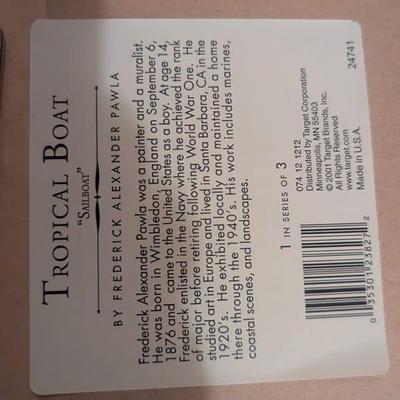 TROPICAL BOAT
"SAILBOAT"
BY FREDERICK ALEXANDER PAWLA
Frederick Alexander Pawla was a painter and a muralist.
He was born in Wimbledon, England on September 6,
1876 and came to the United States as a boy. At age 14,
Frederick enlisted in the Navy where he achieved the rank
of major before retiring following World War One. He
studied art in Europe and lived in Santa Barbara, CA in the
1920's. He exhibited locally and maintained a home
there through the 1940's. His work includes marines,
coastal scenes, and landscapes.
1 IN SERIES OF 3
074 12 1212
Distributed by Target Corporation
Minneapolis, MN 55403
© 2001 Target Brands, Inc.
All Rights Reserved
www.target.com
Made in U.S.A.
24741
0 35301 23827 2